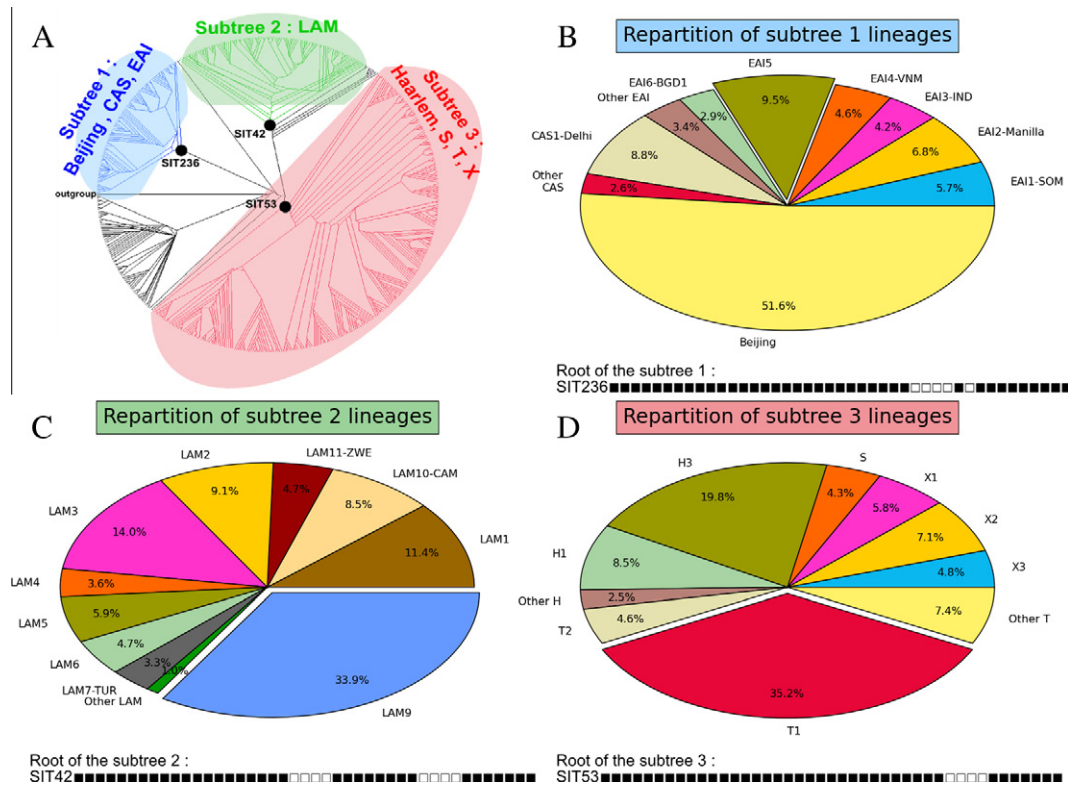 A
Subtree 1 :
Beijing , CAS, EAI
Subtree 2 : LAM
Subtree 3 :
Haarlem, S, T, X
SIT42
SIT236
outgroup
SIT53
B
Repartition of subtree 1 lineages
EAI5
9.5%
EAI6-BGD1
2.9%
Other EAI
3.4%
CAS1-Delhi
8.8%
Other
CAS
2.6%
EAI4-VNM
4.6%
EAI3-IND
4.2%
EAI2-Manilla
6.8%
EAI1-SOM
5.7%
51.6%
Beijing
Root of the subtree 1 :
SIT236
C
Repartition of subtree 2 lineages
LAM2
9.1%
LAM11-ZWE
4.7%
LAM10-CAM
8.5%
LAM3
14.0%
LAM1
11.4%
LAM4
3.6%
LAM5
5.9%
LAM6
4.7%
LAM7-TUR
3.3%
Other LAM
1.0%
33.9%
LAM9
Root of the subtree 2 :
SIT42
D
Repartition of subtree 3 lineages
H3
19.8%
S
4.3%
X1
5.8%
X2
7.1%
X3
4.8%
H1
8.5%
Other H
2.5%
T2
4.6%
Other T
7.4%
35.2%
T1
Root of the subtree 3 :
SIT53